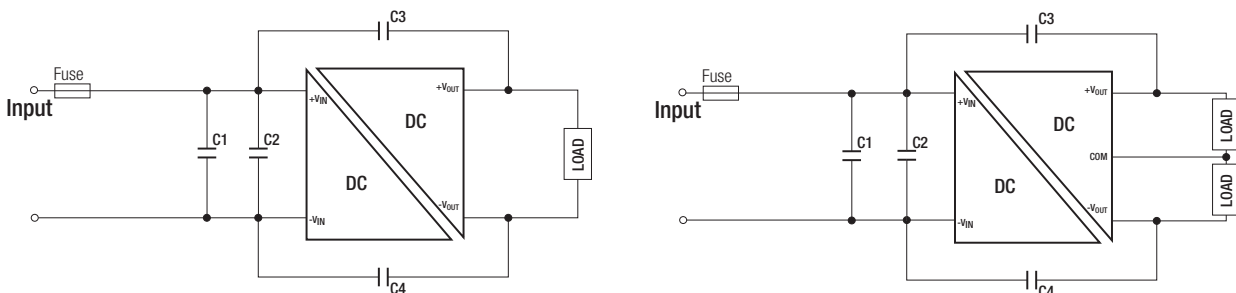 C3
Fuse
Input
+VIN
+VOUT
DC
C1
C2
LOAD
DC
-VIN
-VOUT
C4
C3
Fuse
Input
+VIN
+VOUT
DC
LOAD
C1
C2
COM
DC
LOAD
-VIN
-VOUT
C4